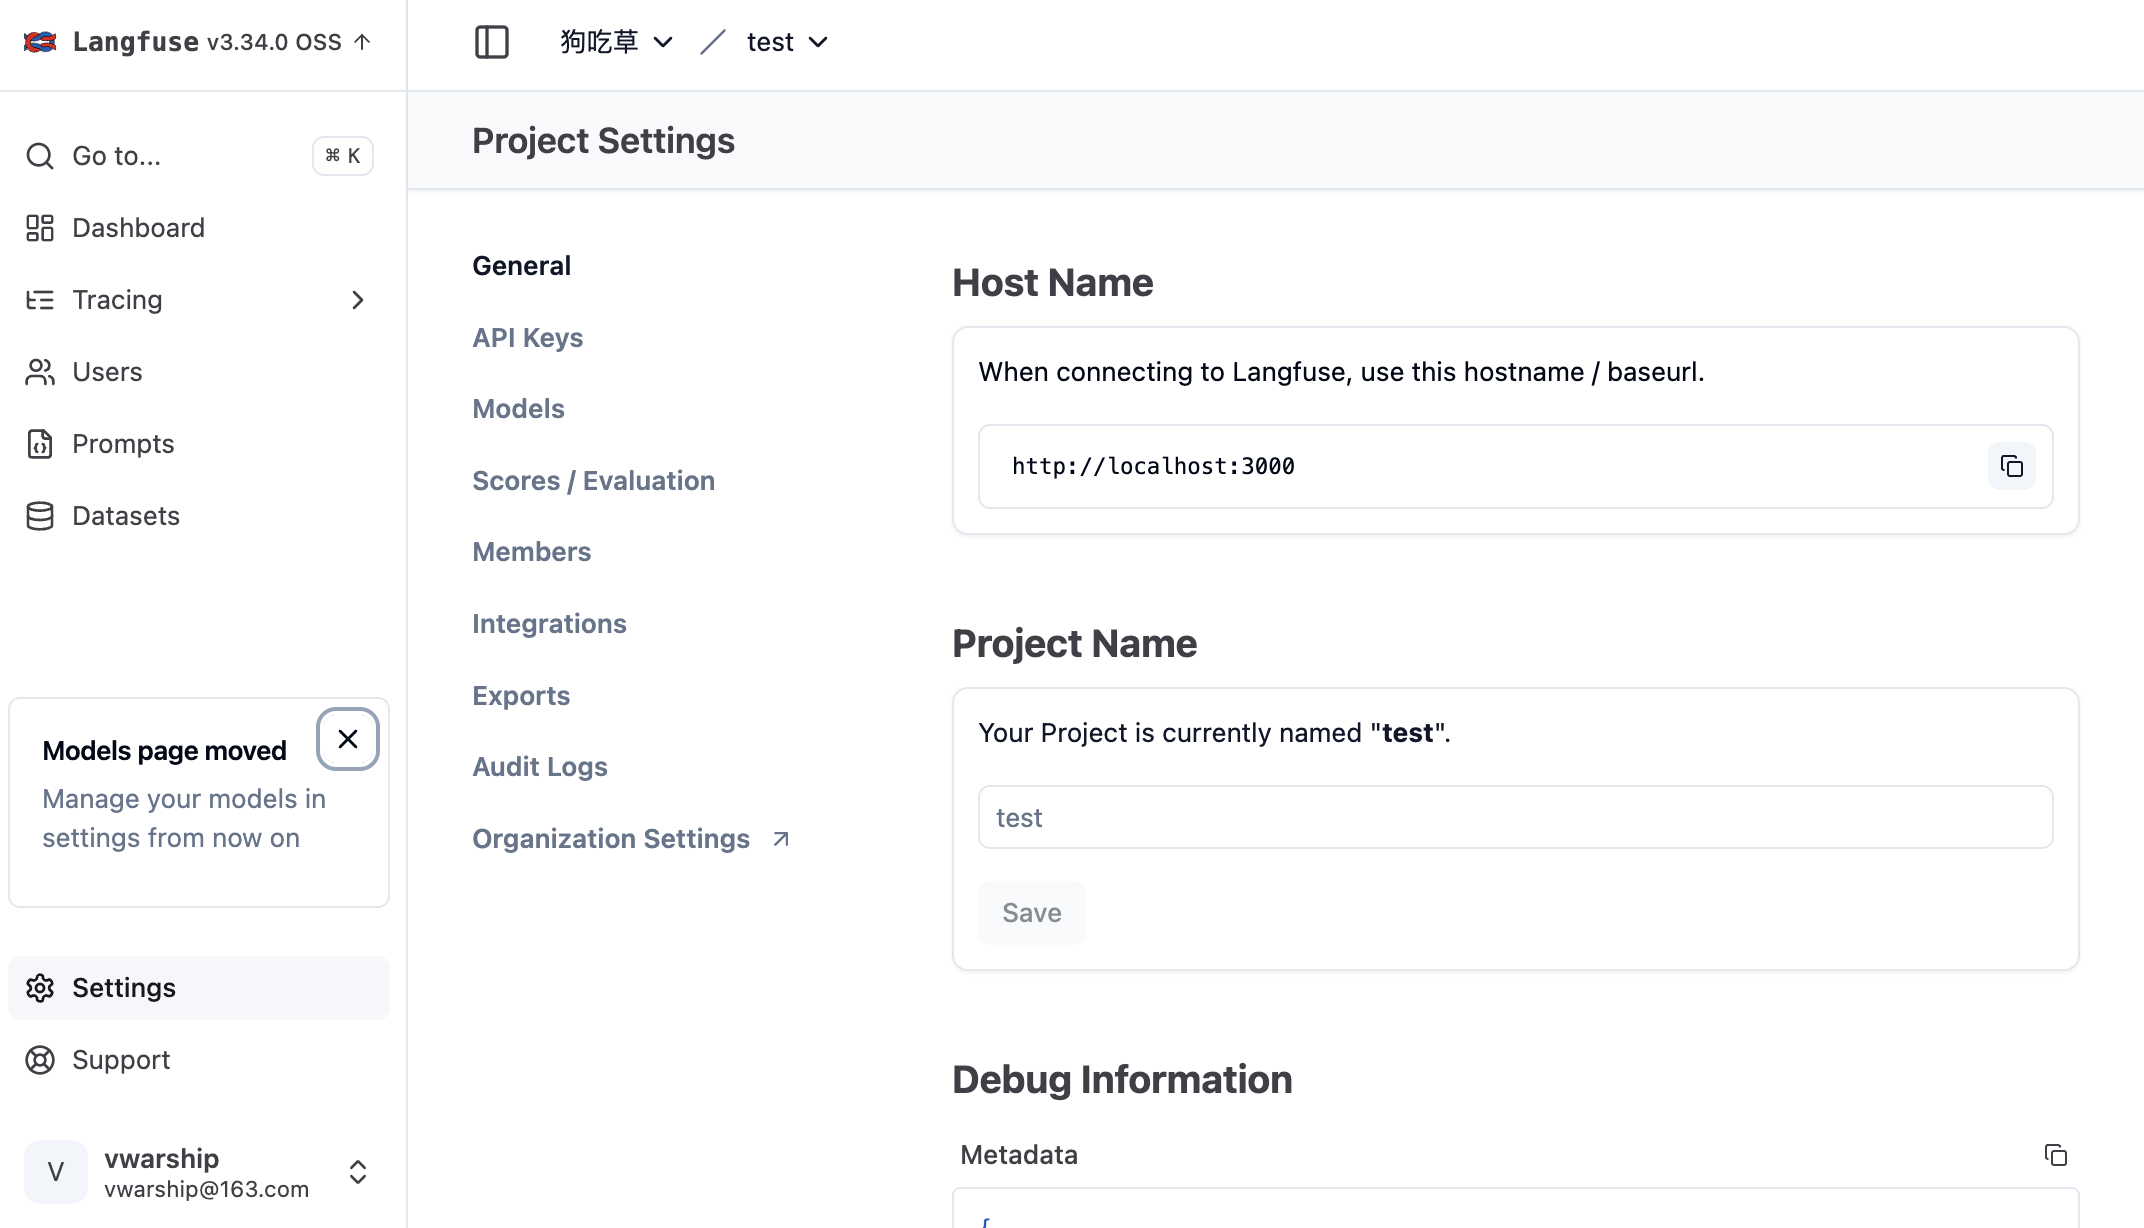 Langfuse v3.34.0 OSS ↑
狗吃草 / test
Go to... ⌘ K
Dashboard
Tracing
Users
Prompts
Datasets
Models page moved
Manage your models in
settings from now on
Settings
Support
V
vwarship
vwarship@163.com
Project Settings
General
API Keys
Models
Scores / Evaluation
Members
Integrations
Exports
Audit Logs
Organization Settings
Host Name
When connecting to Langfuse, use this hostname / baseurl.
http://localhost:3000
Project Name
Your Project is currently named "test".
test
Save
Debug Information
Metadata
{